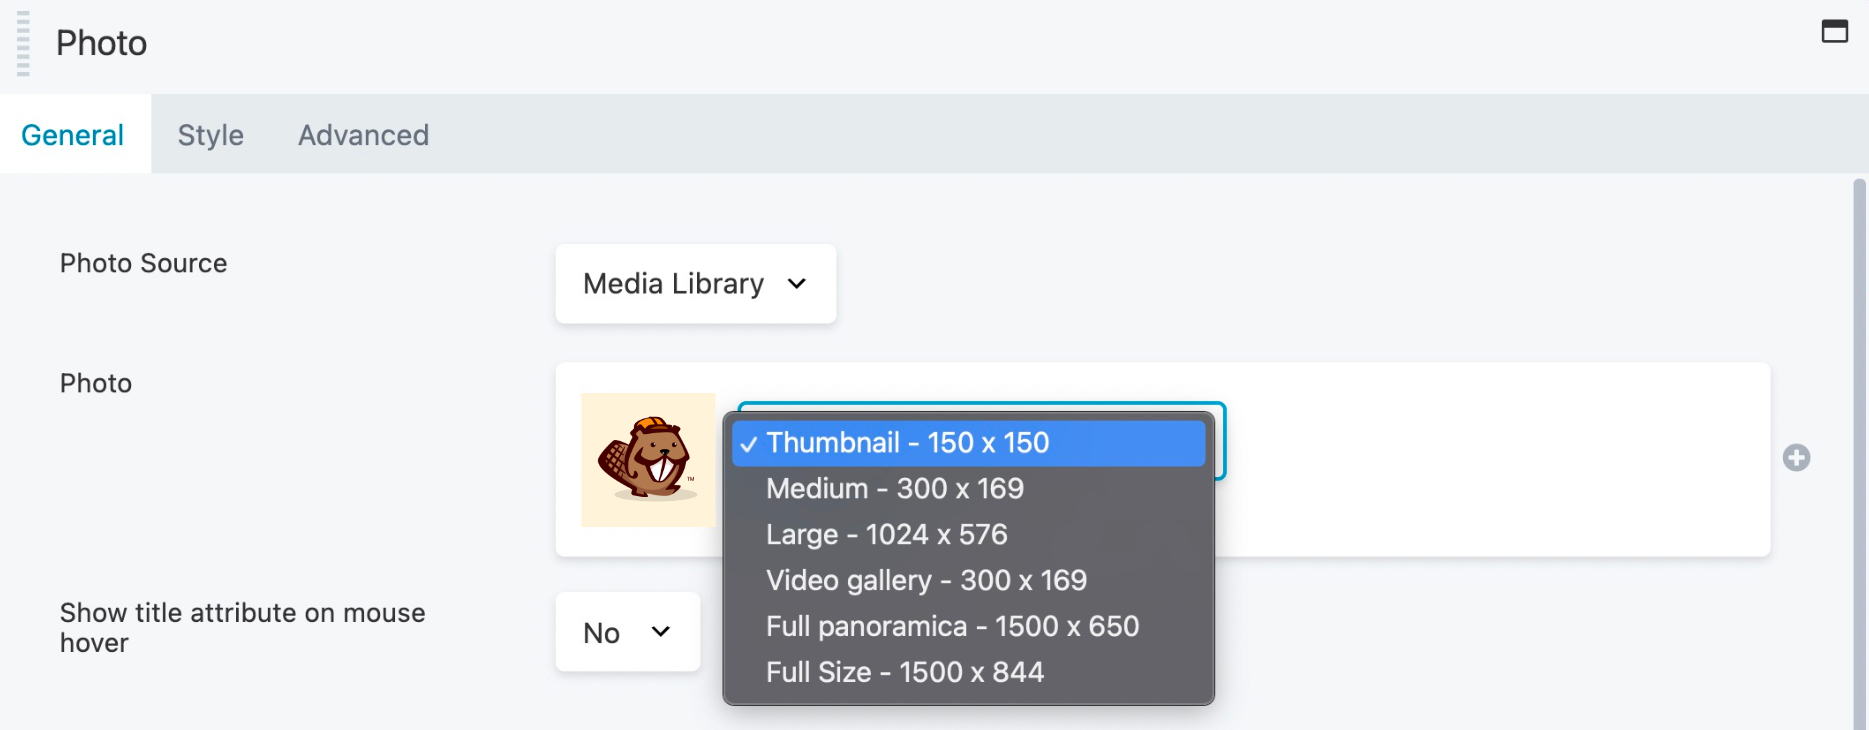 Photo
General Style Advanced
Photo Source
Media Library
Photo
™
Thumbnail - 150 x 150
Medium - 300 x 169
Large - 1024 x 576
Video gallery - 300 x 169
Full panoramica - 1500 x 650
Full Size - 1500 x 844
Show title attribute on mouse
hover
No